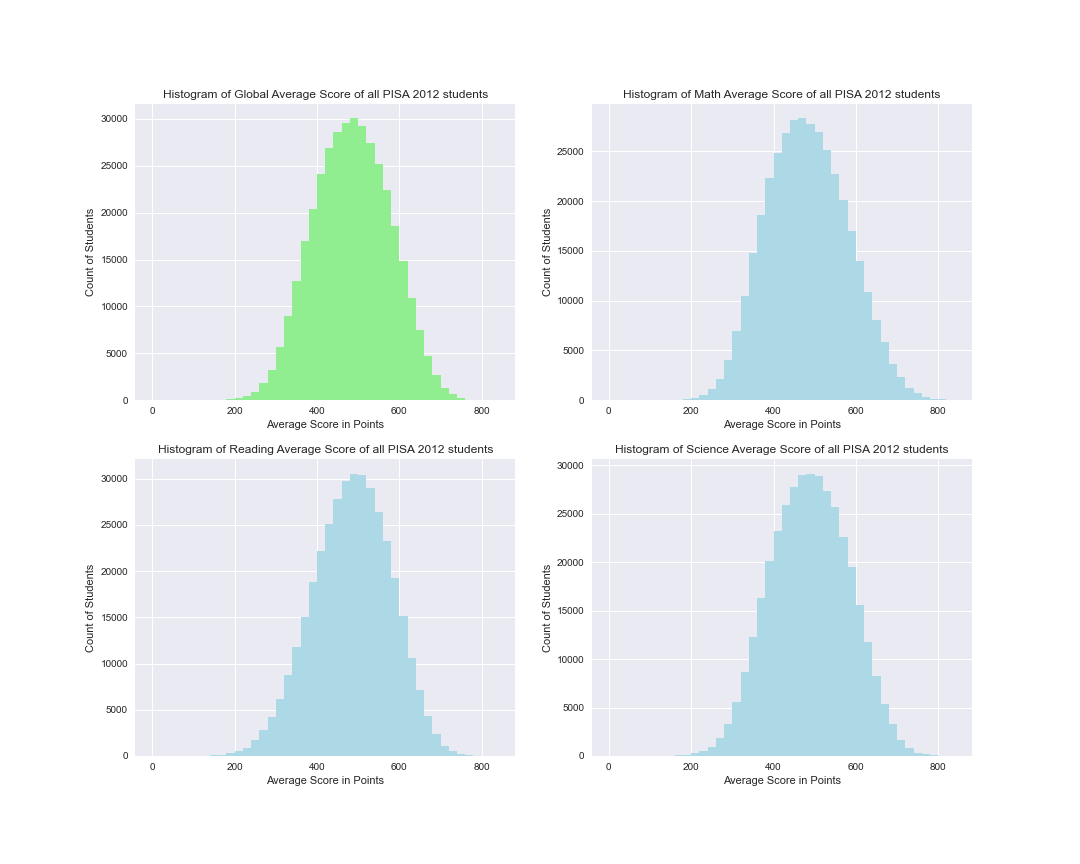 Histogram of Global Average Score of all PISA 2012 students
30000
25000
20000
15000
10000
5000
0
Count of Students
0 200 400 600 800
Average Score in Points
Histogram of Math Average Score of all PISA 2012 students
25000
20000
15000
10000
5000
0
Count of Students
0 200 400 600 800
Average Score in Points
Histogram of Reading Average Score of all PISA 2012 students
30000
25000
20000
15000
10000
5000
0
Count of Students
0 200 400 600 800
Average Score in Points
Histogram of Science Average Score of all PISA 2012 students
30000
25000
20000
15000
10000
5000
0
Count of Students
0 200 400 600 800
Average Score in Points